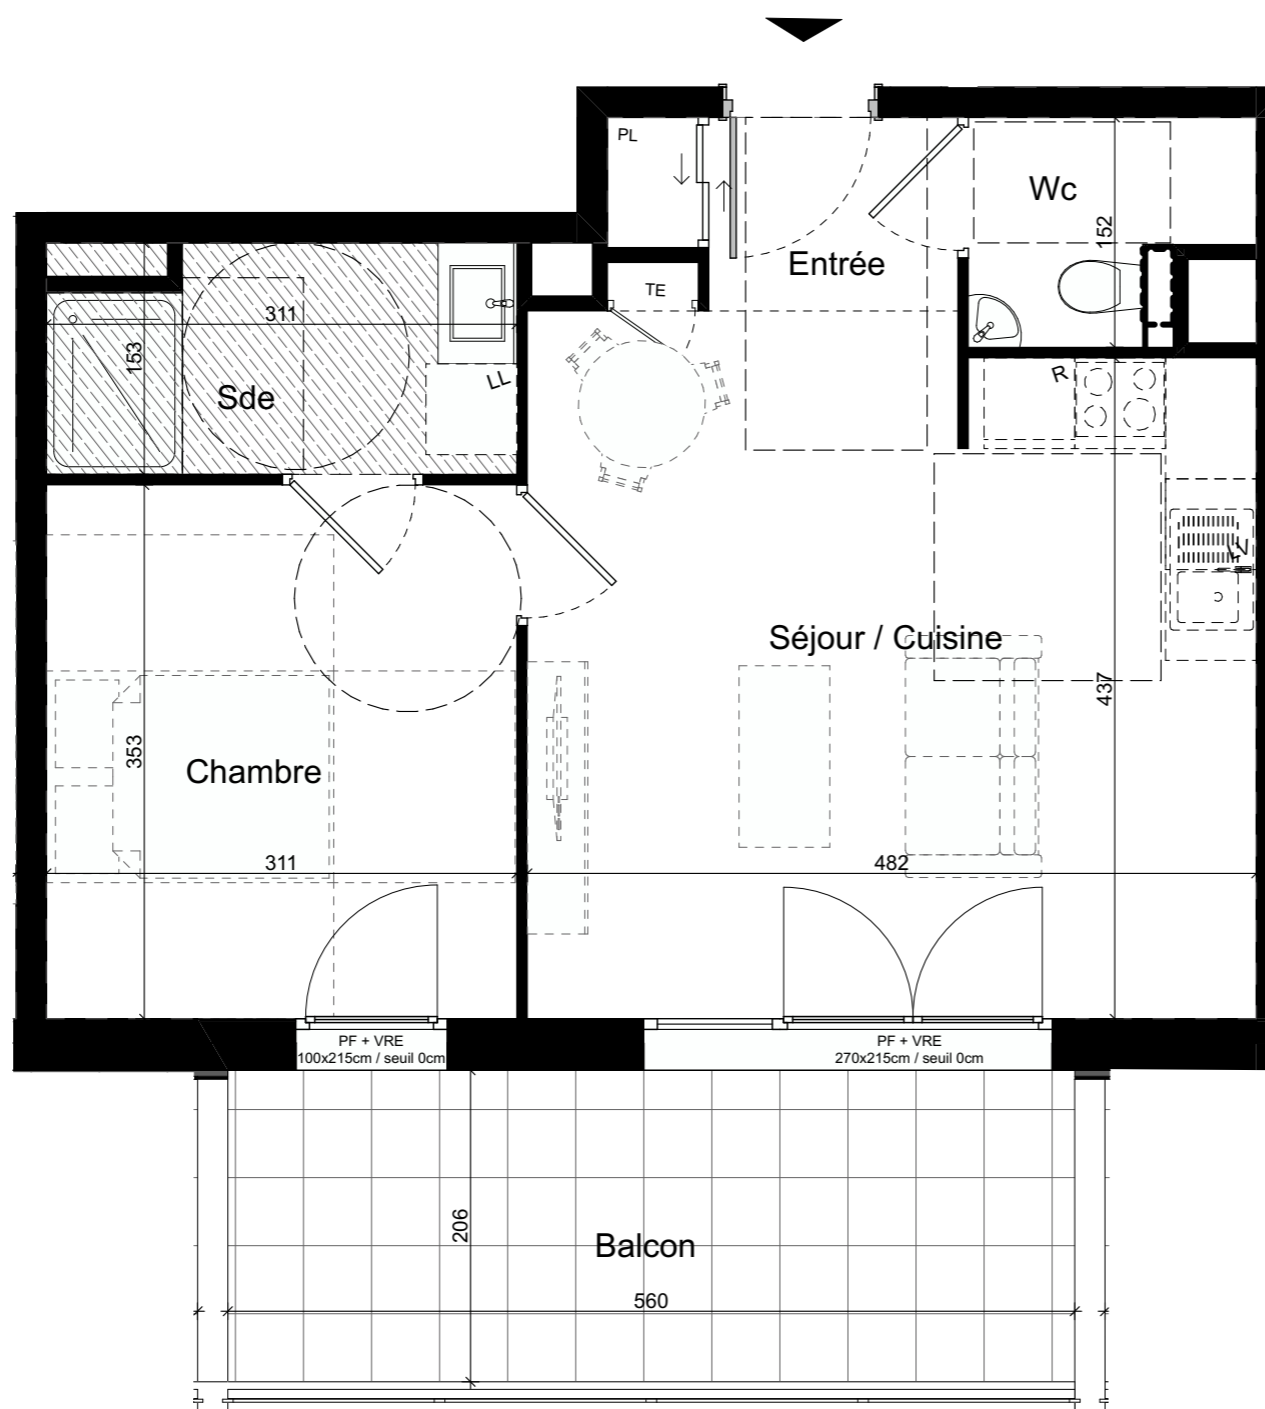 PL
Wc
152
Entrée
TE
311
153
Sde
LL
R
LV
Séjour / Cuisine
437
353
Chambre
311
482
PF + VRE
100x215cm / seuil 0cm
PF + VRE
270x215cm / seuil 0cm
206
Balcon
560